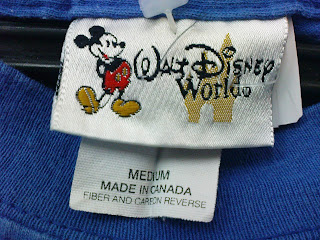 WALT DISNEY
World
MEDIUM
MADE IN CANADA
FIBER AND CARBON REVERSE